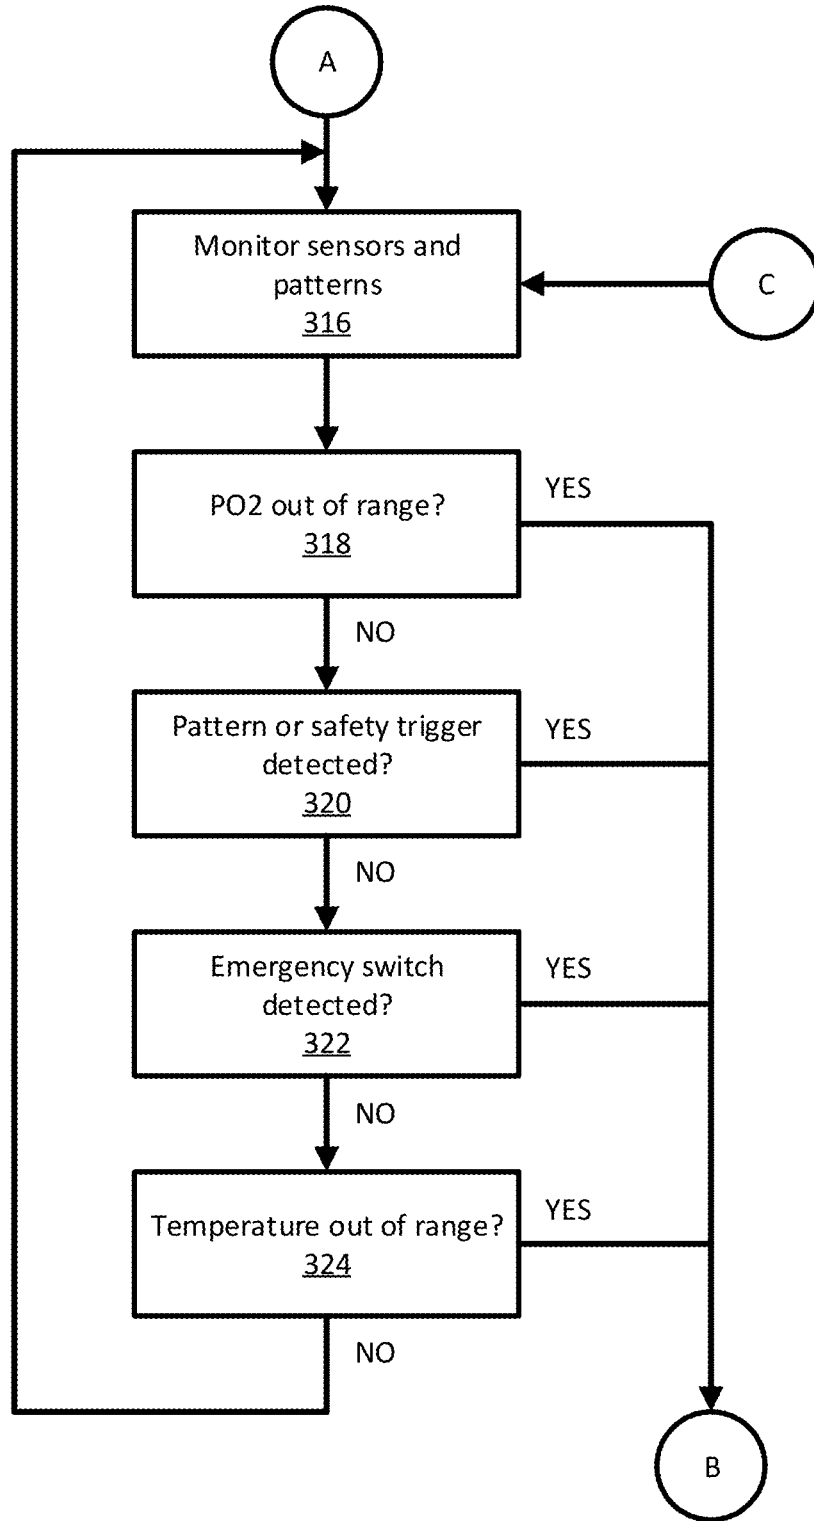 A
Monitor sensors and
patterns
316
C
PO2 out of range?
318
YES
NO
Pattern or safety trigger
detected?
320
YES
NO
Emergency switch
detected?
322
YES
NO
Temperature out of range?
324
YES
NO
B